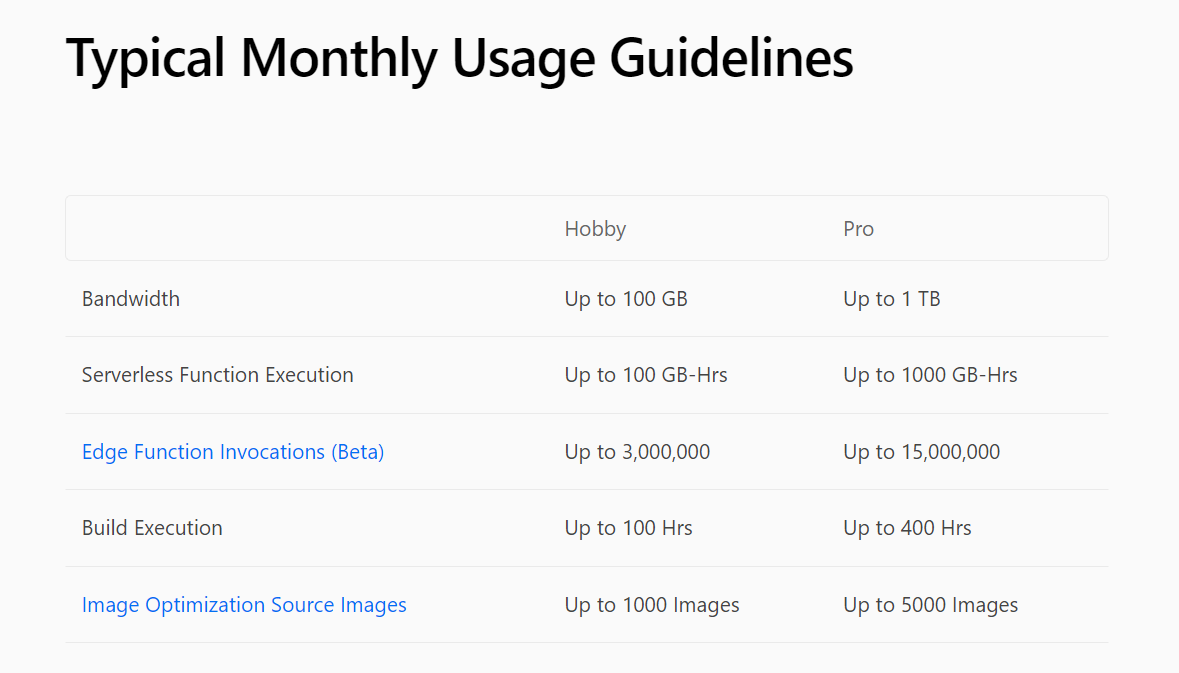 Typical Monthly Usage Guidelines
Hobby Pro
Bandwidth Up to 100 GB Up to 1 TB
Serverless Function Execution Up to 100 GB-Hrs Up to 1000 GB-Hrs
Edge Function Invocations (Beta) Up to 3,000,000 Up to 15,000,000
Build Execution Up to 100 Hrs Up to 400 Hrs
Image Optimization Source Images Up to 1000 Images Up to 5000 Images